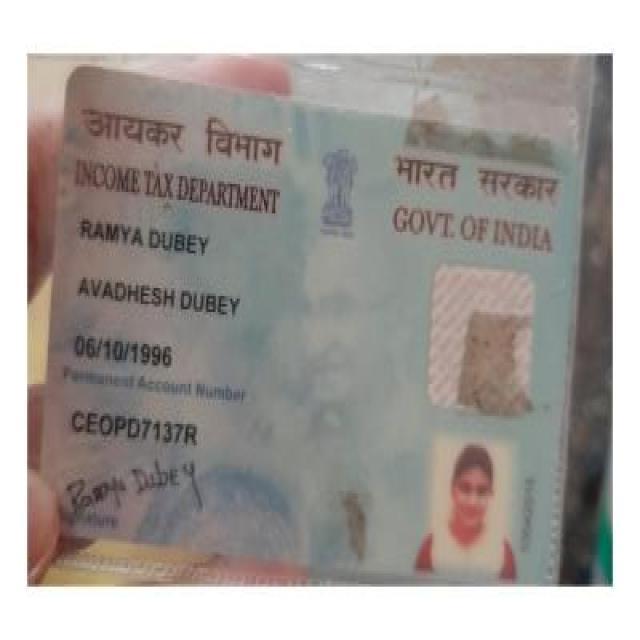 आयकर विभाग
INCOME TAX DEPARTMENT
भारत सरकार
GOVT. OF INDIA
RAMYA DUBEY
AVADHESH DUBEY
06/10/1996
Permanent Account Number
CEOPD7137R
Ramya Dubey